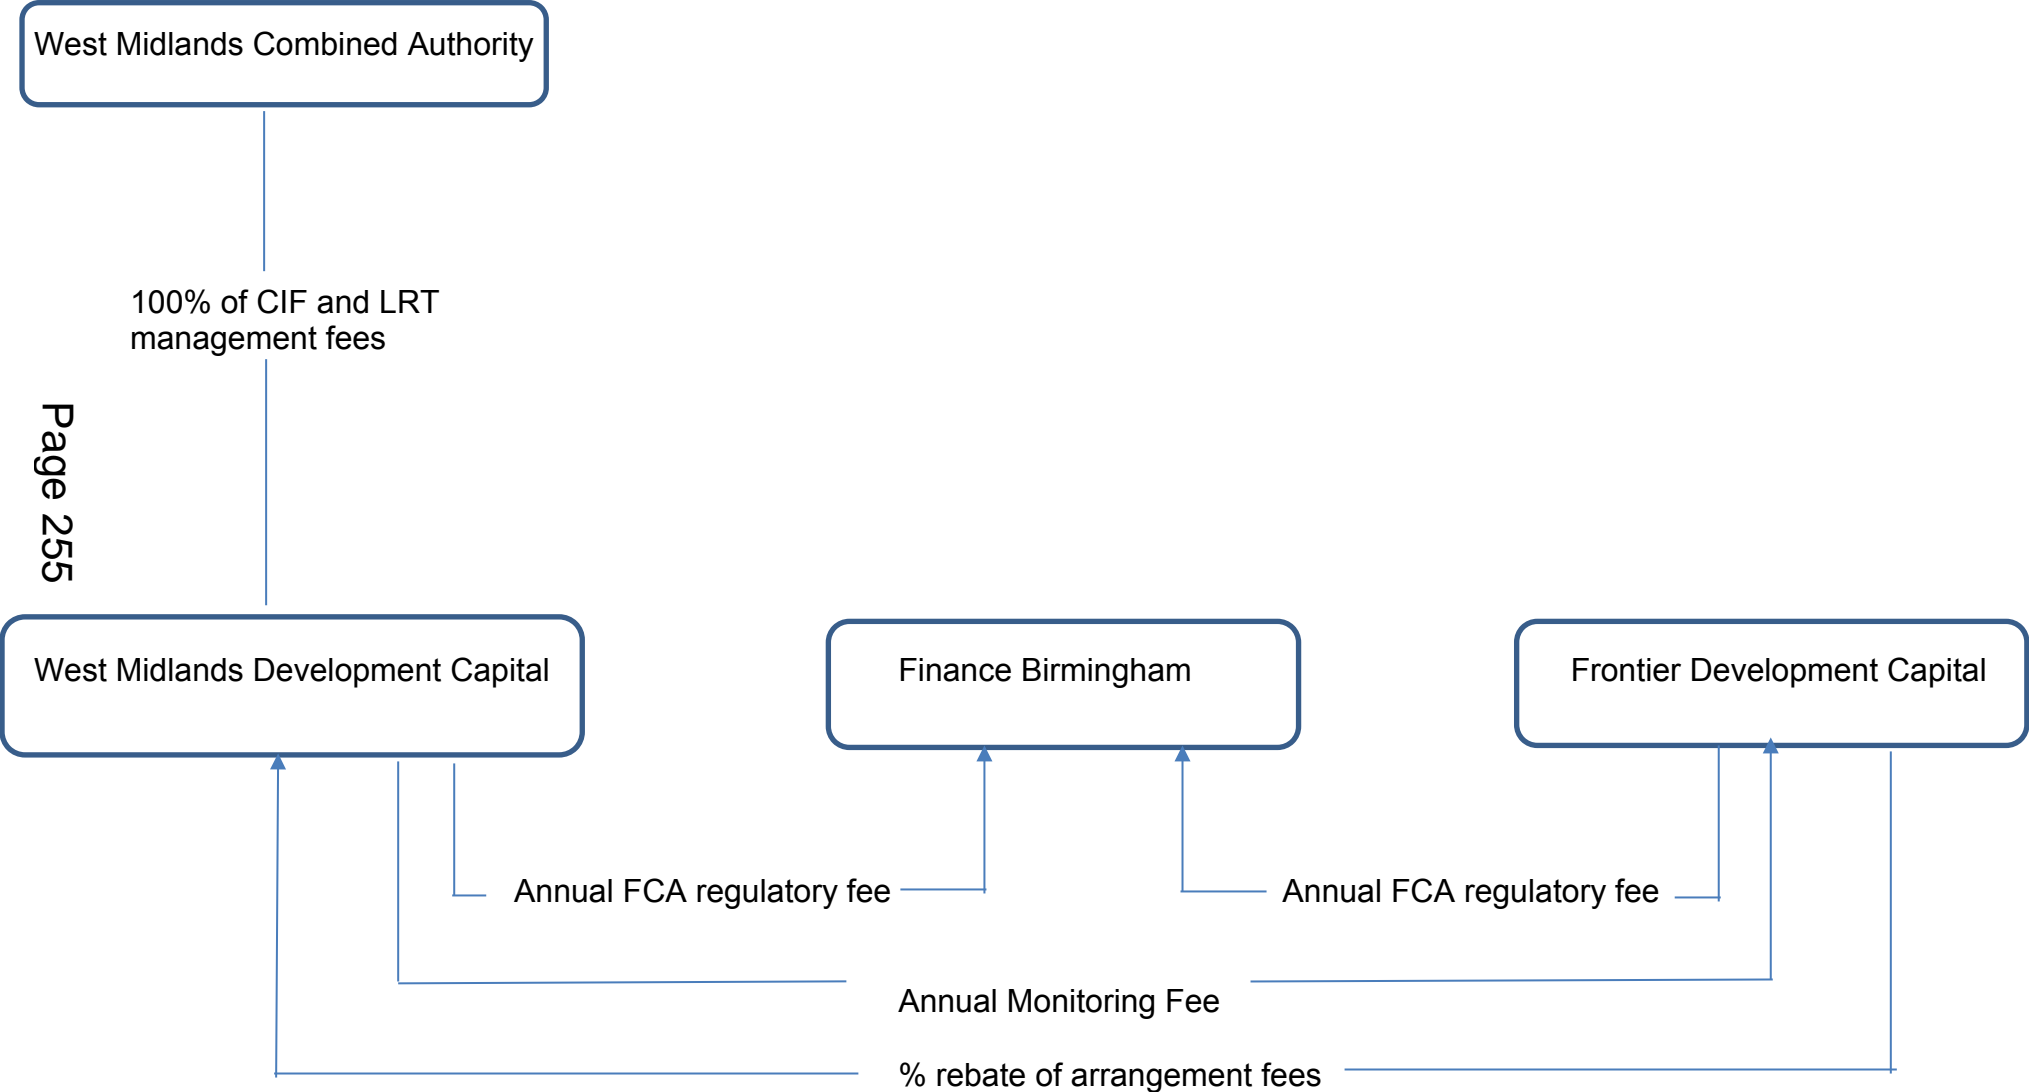 West Midlands Combined Authority
100% of CIF and LRT
management fees
Page 255
West Midlands Development Capital
Finance Birmingham
Frontier Development Capital
Annual FCA regulatory fee
Annual FCA regulatory fee
Annual Monitoring Fee
% rebate of arrangement fees